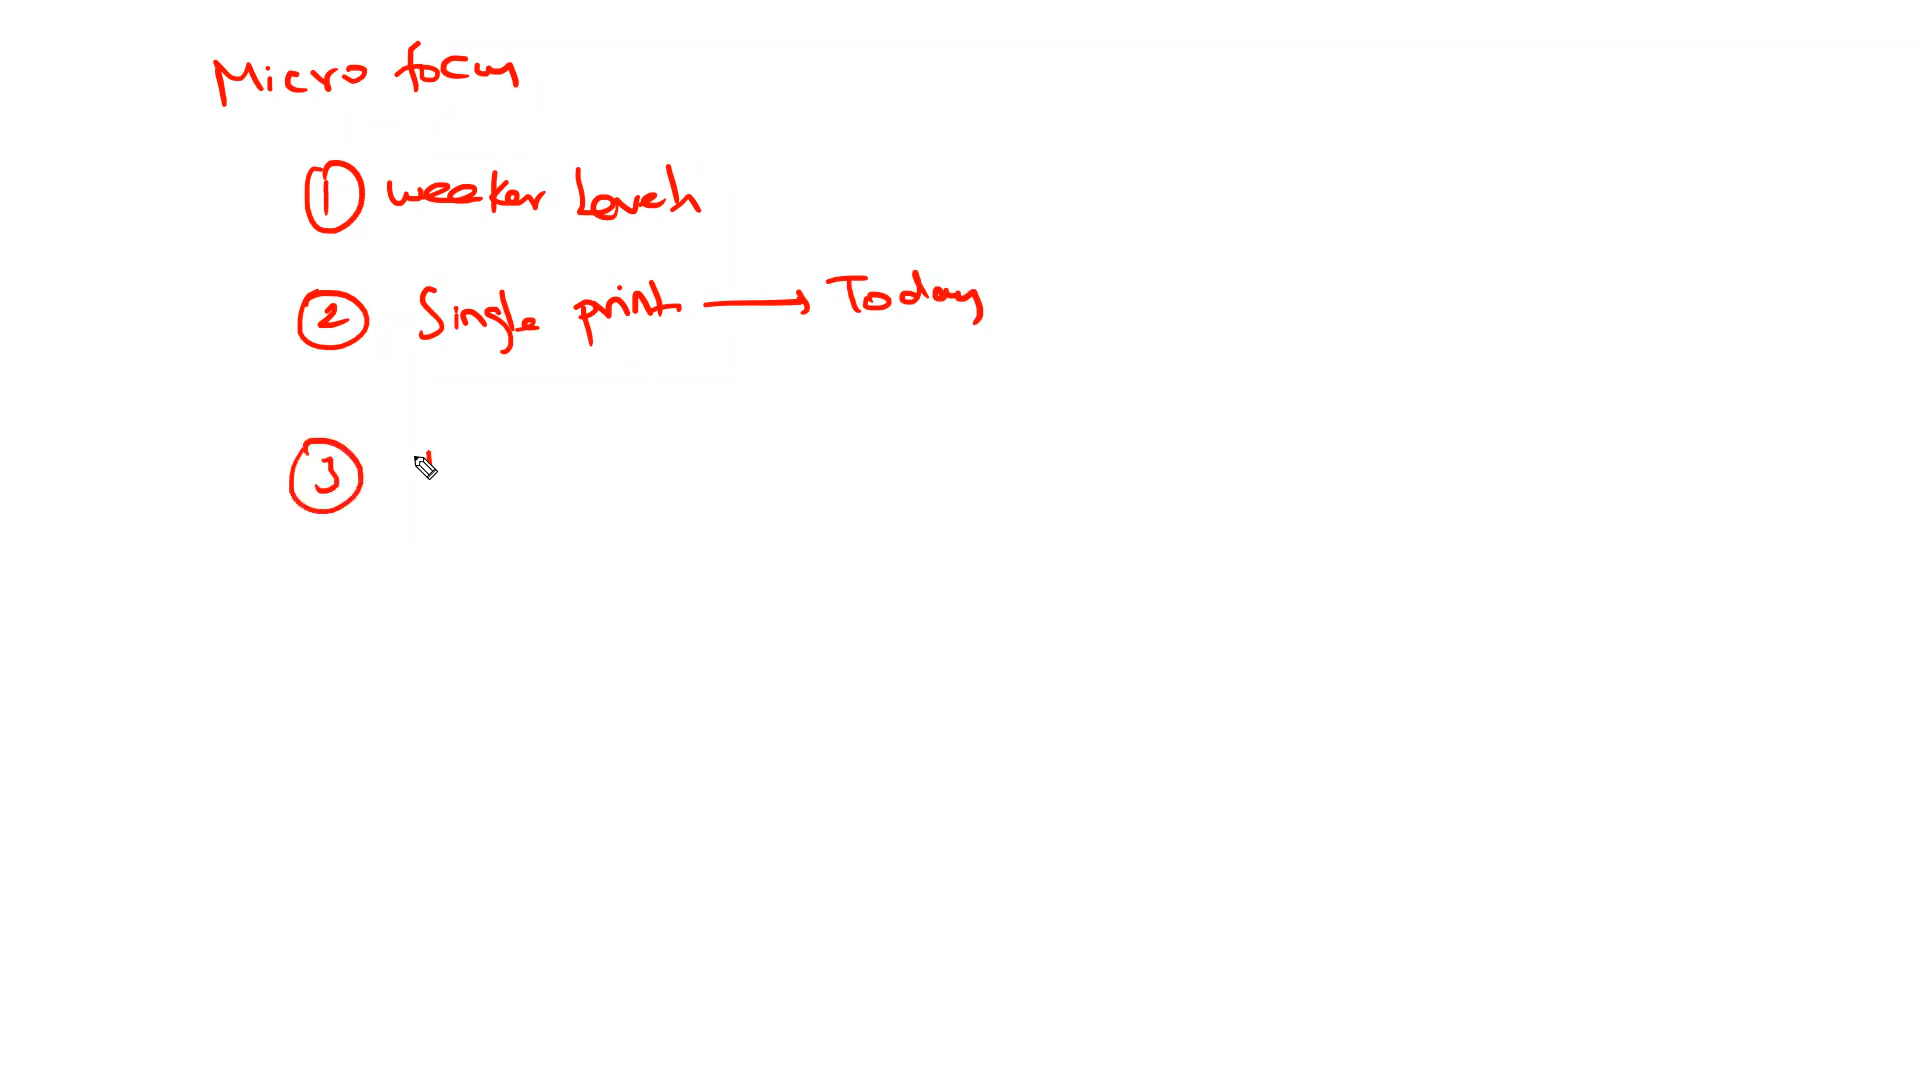 Micro focus
① weaker Levels
② Single print → Today
③